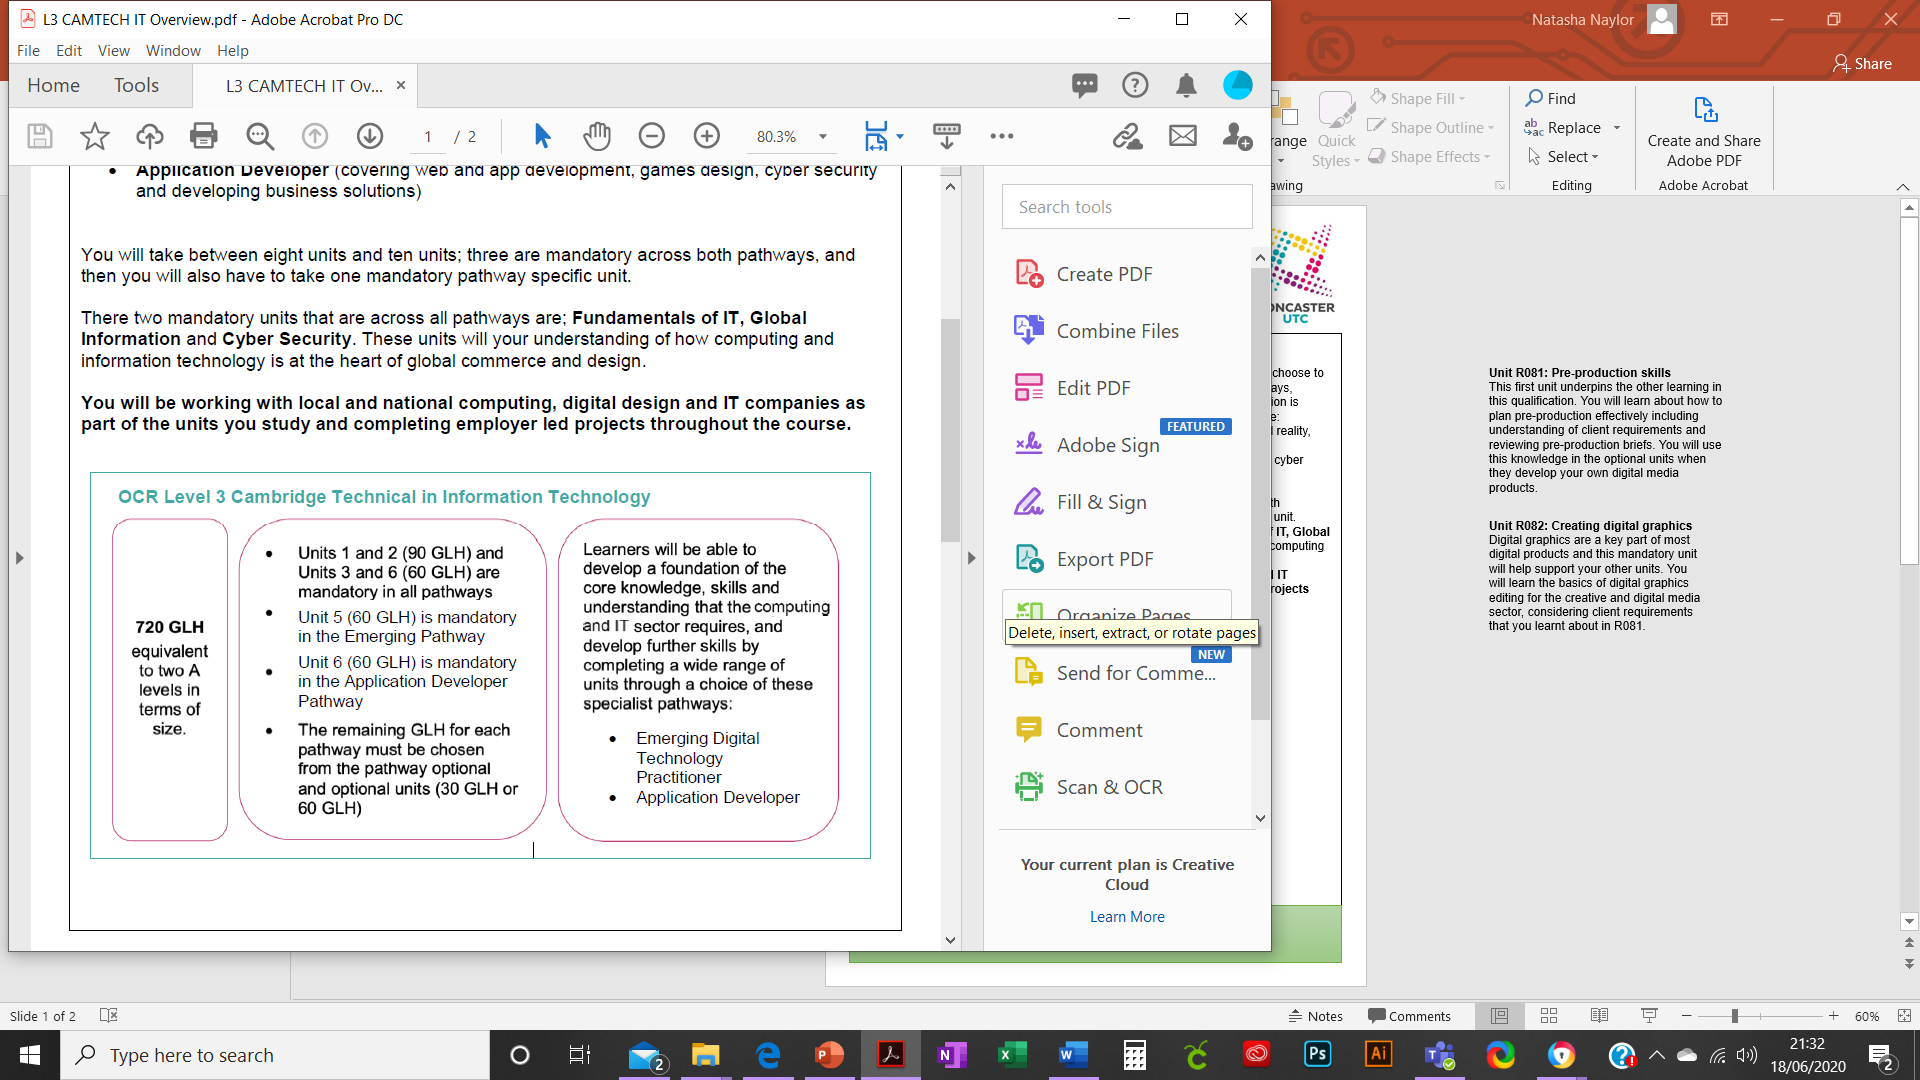 L3 CAMTECH IT Overview.pdf - Adobe Acrobat Pro DC
File Edit View Window Help
Home Tools L3 CAMTECH IT Ov... ×
1 / 2 80.3%
Application Developer (covering web and app development, games design, cyber security
and developing business solutions)
You will take between eight units and ten units; three are mandatory across both pathways, and
then you will also have to take one mandatory pathway specific unit.
There two mandatory units that are across all pathways are; Fundamentals of IT, Global
Information and Cyber Security. These units will your understanding of how computing and
information technology is at the heart of global commerce and design.
You will be working with local and national computing, digital design and IT companies as
part of the units you study and completing employer led projects throughout the course.
OCR Level 3 Cambridge Technical in Information Technology
720 GLH
equivalent
to two A
levels in
terms of
size.
• Units 1 and 2 (90 GLH) and
Units 3 and 6 (60 GLH) are
mandatory in all pathways
• Unit 5 (60 GLH) is mandatory
in the Emerging Pathway
• Unit 6 (60 GLH) is mandatory
in the Application Developer
Pathway
• The remaining GLH for each
pathway must be chosen
from the pathway optional
and optional units (30 GLH or
60 GLH)
Learners will be able to
develop a foundation of the
core knowledge, skills and
understanding that the computing
and IT sector requires, and
develop further skills by
completing a wide range of
units through a choice of these
specialist pathways:
• Emerging Digital
Technology
Practitioner
• Application Developer
Search tools
Create PDF
Combine Files
Edit PDF
FEATURED
Adobe Sign
Fill & Sign
Export PDF
Organize Pages
Delete, insert, extract, or rotate pages
NEW
Send for Comme...
Comment
Scan & OCR
Your current plan is Creative
Cloud
Learn More
Natasha Naylor
Share
Shape Fill
Shape Outline
Shape Effects
Quick
Styles
Find
Replace
Select
Editing
Create and Share
Adobe PDF
Adobe Acrobat
UTC
choose to
reality,
cyber
unit.
IT, Global
computing
IT
Unit R081: Pre-production skills
This first unit underpins the other learning in
this qualification. You will learn about how to
plan pre-production effectively including
understanding of client requirements and
reviewing pre-production briefs. You will use
this knowledge in the optional units when
they develop your own digital media
products.
Unit R082: Creating digital graphics
Digital graphics are a key part of most
digital products and this mandatory unit
will help support your other units. You
will learn the basics of digital graphics
editing for the creative and digital media
sector, considering client requirements
that you learnt about in R081.
Slide 1 of 2
Notes Comments 60%
Type here to search
2
21:32
18/06/2020
2